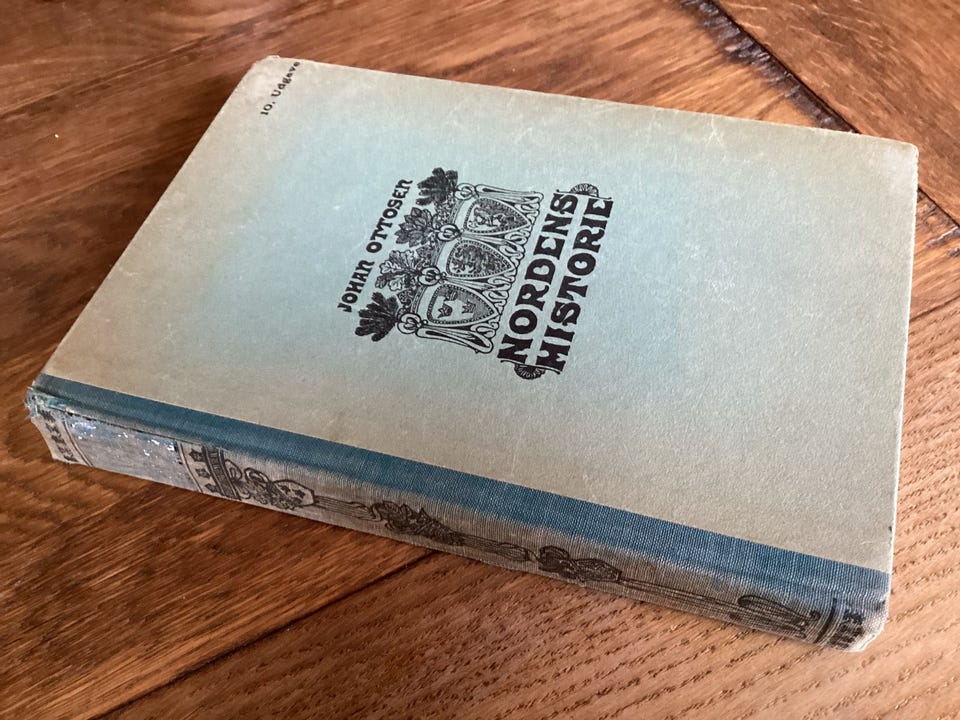 10. Udgave
JOHAN OTTOSEN
NORDENS
HISTORIE